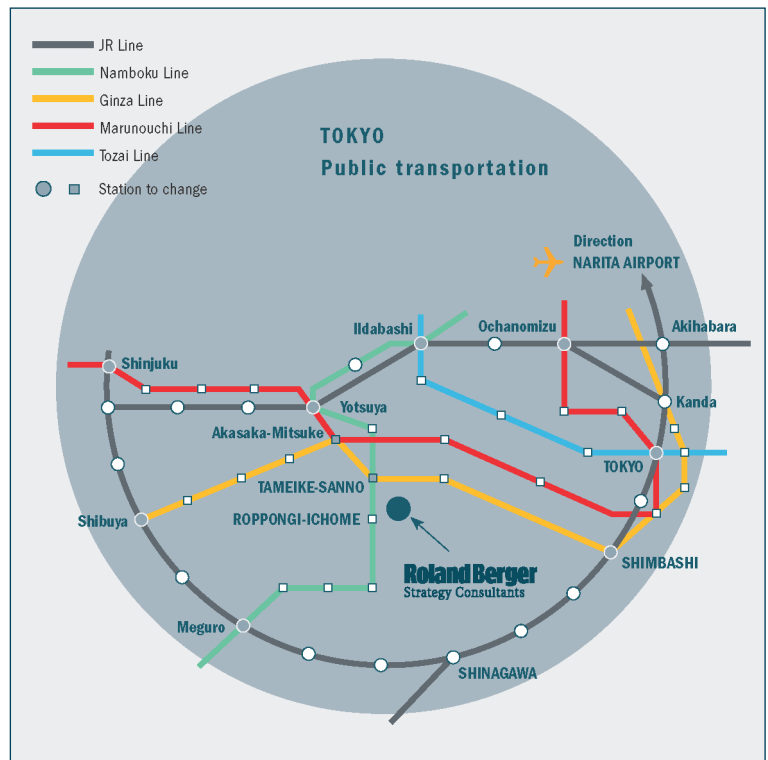 JR Line
Namboku Line
Ginza Line
Marunouchi Line
Tozai Line
Station to change
TOKYO
Public transportation
Direction
NARITA AIRPORT
Iidabashi
Ochanomizu
Akihabara
Shinjuku
Yotsuya
Kanda
Akasaka-Mitsuke
TOKYO
TAMEIKE-SANNO
Shibuya
ROPPONGI-ICHOME
SHIMBASHI
Roland Berger
Strategy Consultants
Meguro
SHINAGAWA